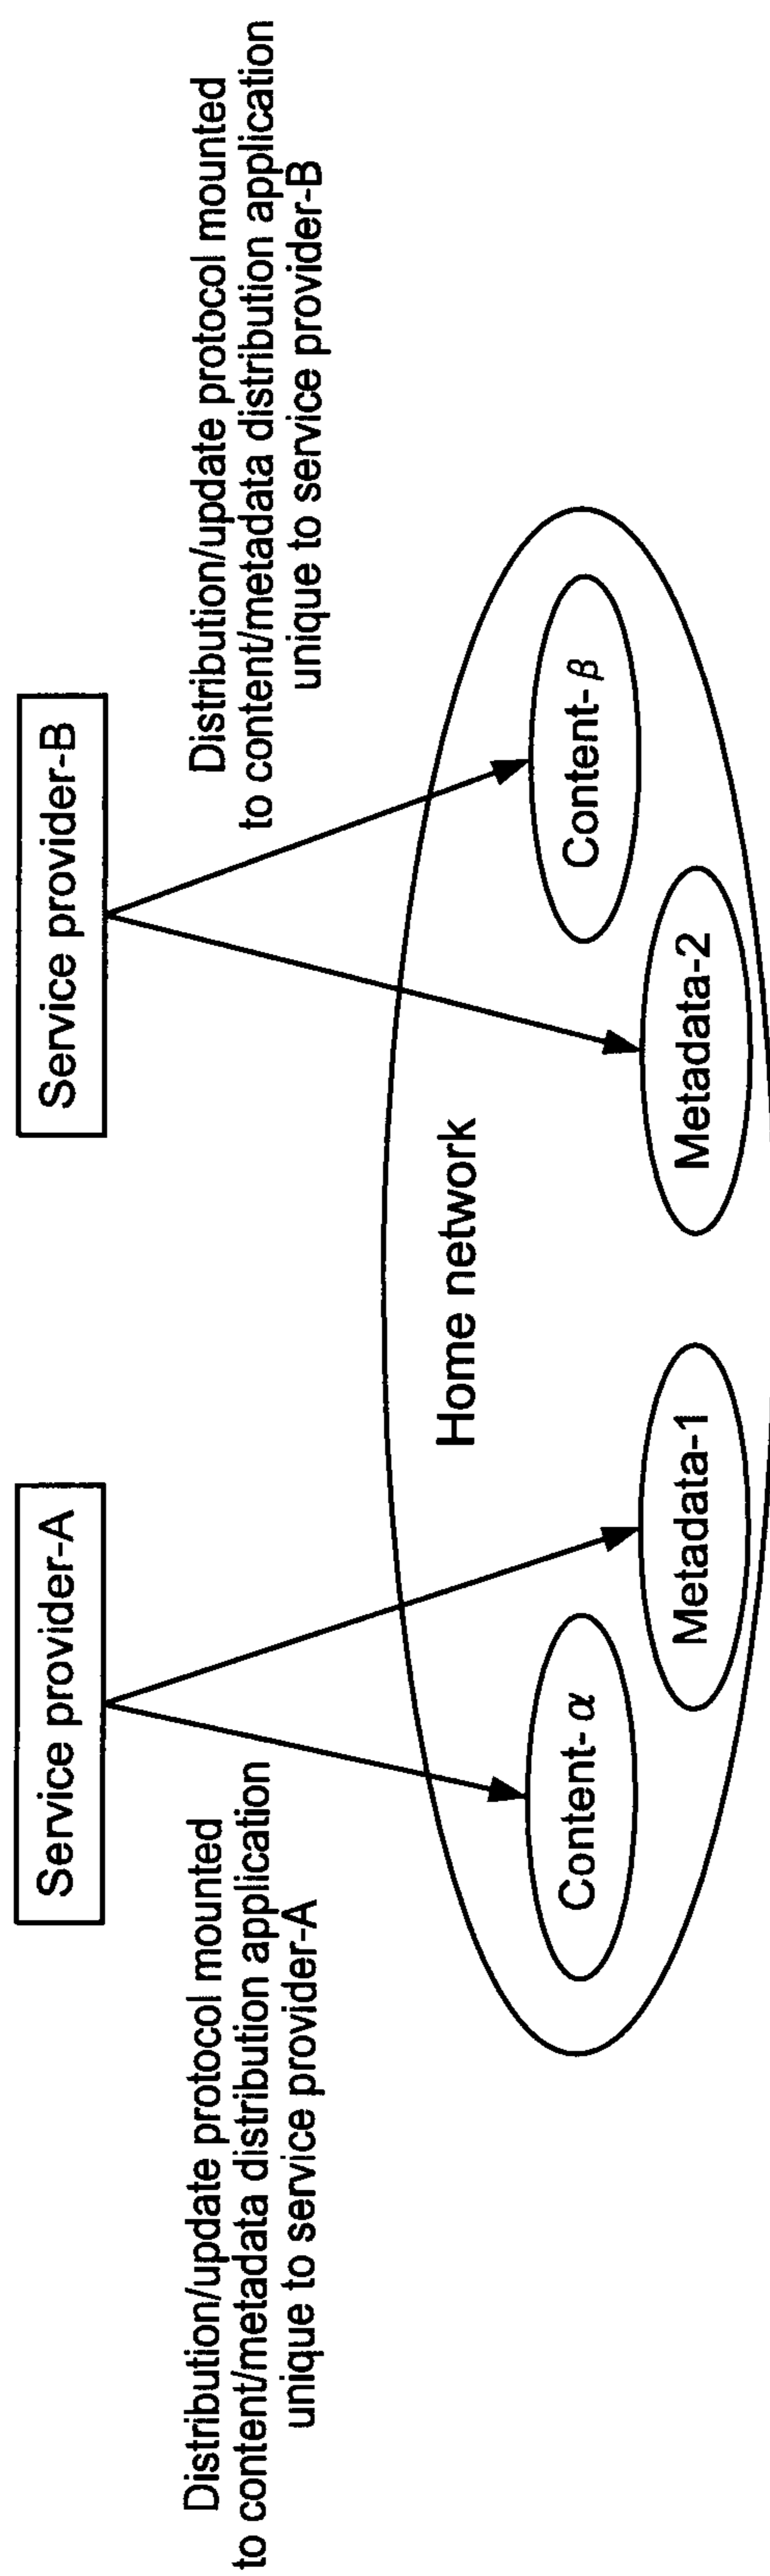 Service provider-A
Service provider-B
Distribution/update protocol mounted
to content/metadata distribution application
unique to service provider-A
Distribution/update protocol mounted
to content/metadata distribution application
unique to service provider-B
Home network
Content-α
Metadata-1
Metadata-2
Content-β